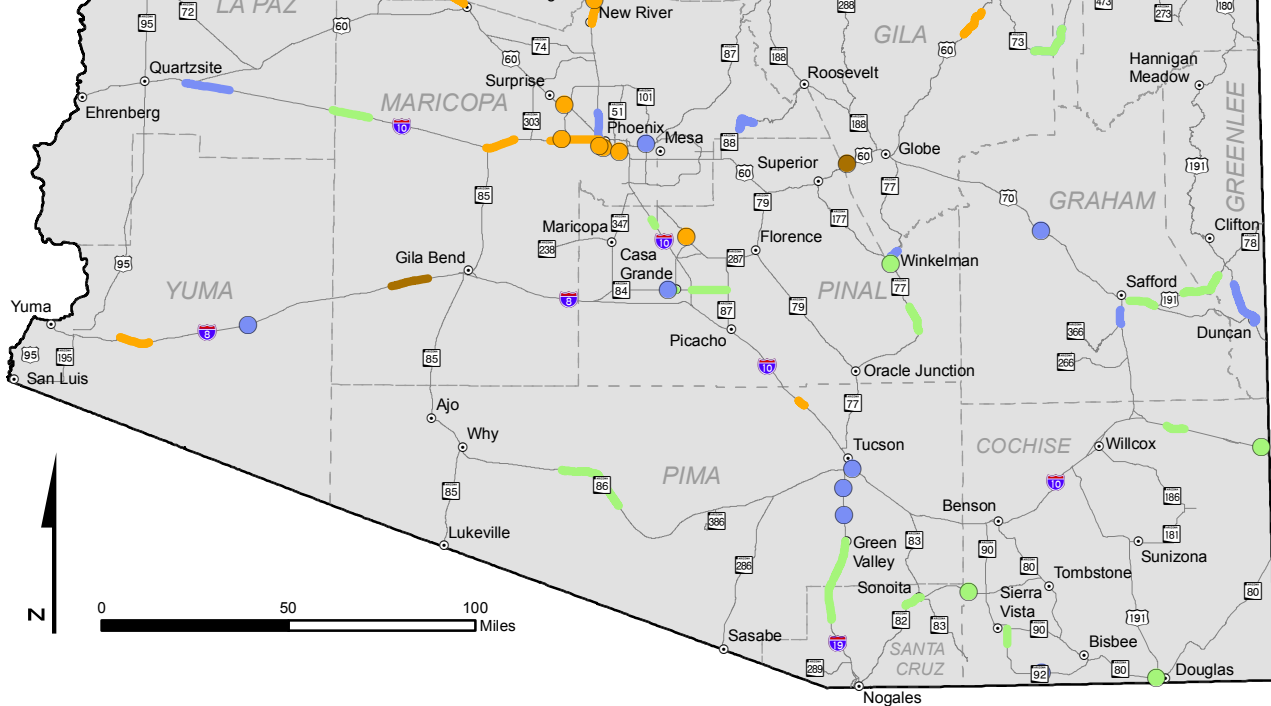 LA PAZ
72
95
60
New River
288
GILA
60
73
473
273
180
74
60
87
188
Hannigan
Meadow
Quartzsite
Surprise
Roosevelt
Ehrenberg
MARICOPA
101
51
303
10
Phoenix
Mesa
88
188
GREENLEE
Superior
60
Globe
191
60
85
79
77
70
GRAHAM
177
Maricopa
347
238
10
Florence
Clifton
78
95
Casa
Grande
287
Gila Bend
Winkelman
YUMA
84
8
77
PINAL
Safford
191
Yuma
8
87
79
Duncan
95
195
85
Picacho
366
266
San Luis
10
Oracle Junction
77
Ajo
Why
Tucson
COCHISE
Willcox
PIMA
86
10
85
186
386
Benson
Lukeville
Green
Valley
83
90
181
Sunizona
286
80
Tombstone
Sonoita
Sierra
Vista
80
N
0
50
100
Miles
82
83
90
191
Sasabe
19
SANTA
CRUZ
Bisbee
289
92
80
Douglas
Nogales